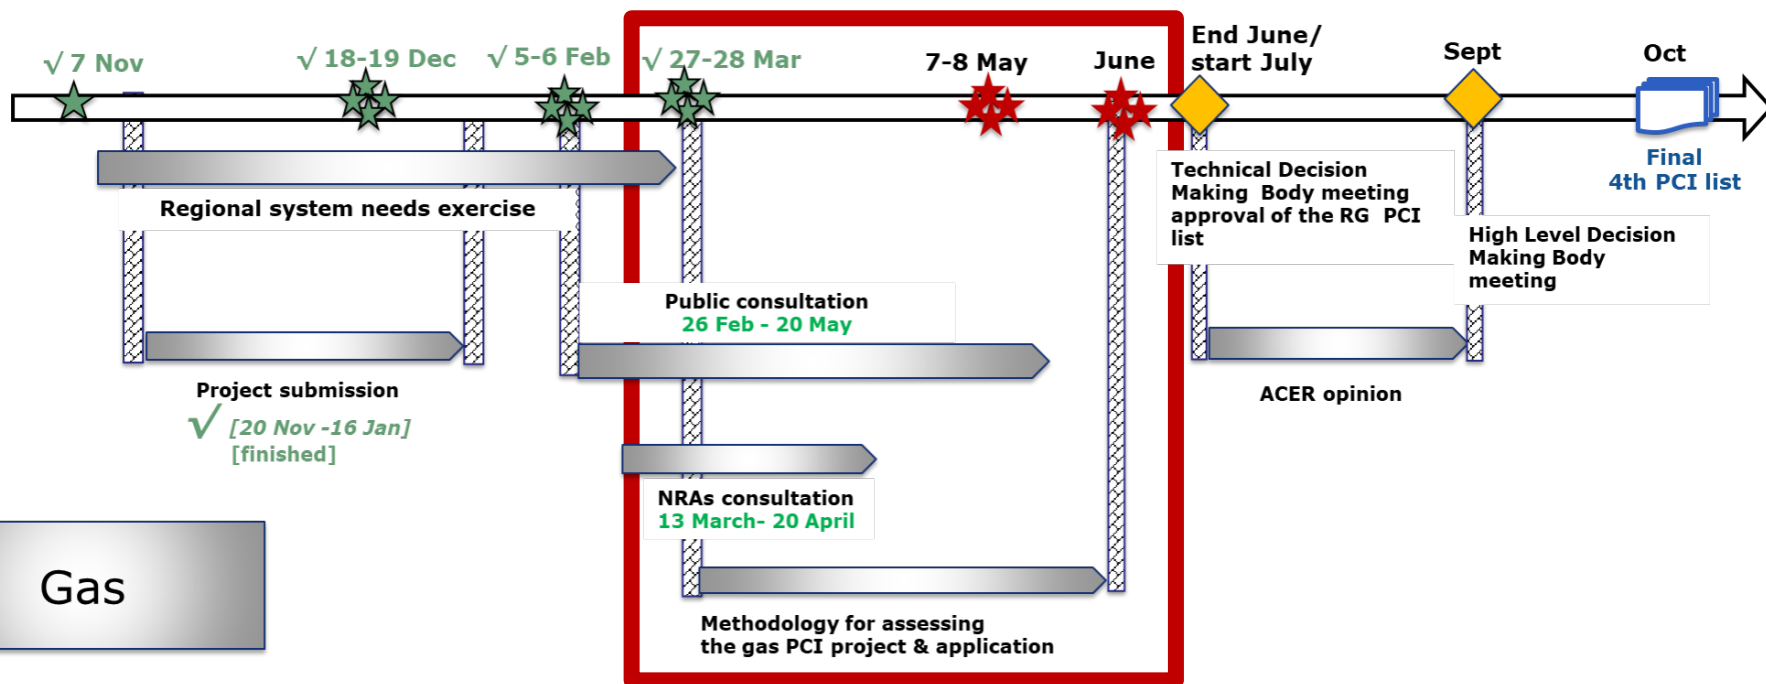 √ 7 Nov
√ 18-19 Dec
√ 5-6 Feb
√ 27-28 Mar
7-8 May
June
End June/
start July
Sept
Oct
Final
4th PCI list
Regional system needs exercise
Technical Decision
Making Body meeting
approval of the RG PCI
list
High Level Decision
Making Body
meeting
Public consultation
26 Feb - 20 May
Project submission
√ [20 Nov -16 Jan]
[finished]
ACER opinion
NRAs consultation
13 March- 20 April
Gas
Methodology for assessing
the gas PCI project & application